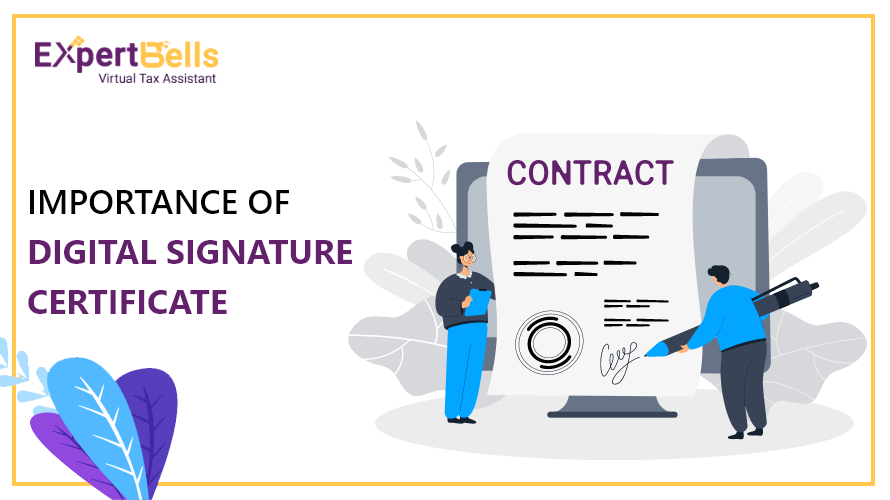 EXpertBells
Virtual Tax Assistant
IMPORTANCE OF
DIGITAL SIGNATURE
CERTIFICATE
CONTRACT